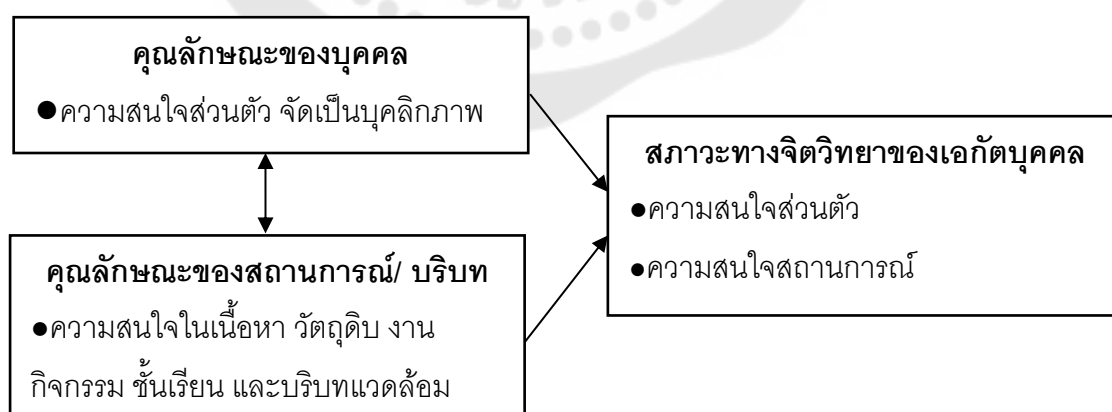 คุณลักษณะของบุคคล
●ความสนใจส่วนตัว จัดเป็นบุคลิกภาพ
คุณลักษณะของสถานการณ์/ บริบท
●ความสนใจในเนื้อหา วัตถุดิบ งาน
กิจกรรม ชั้นเรียน และบริบทแวดล้อม
สภาวะทางจิตวิทยาของเอกัตบุคคล
●ความสนใจส่วนตัว
●ความสนใจสถานการณ์